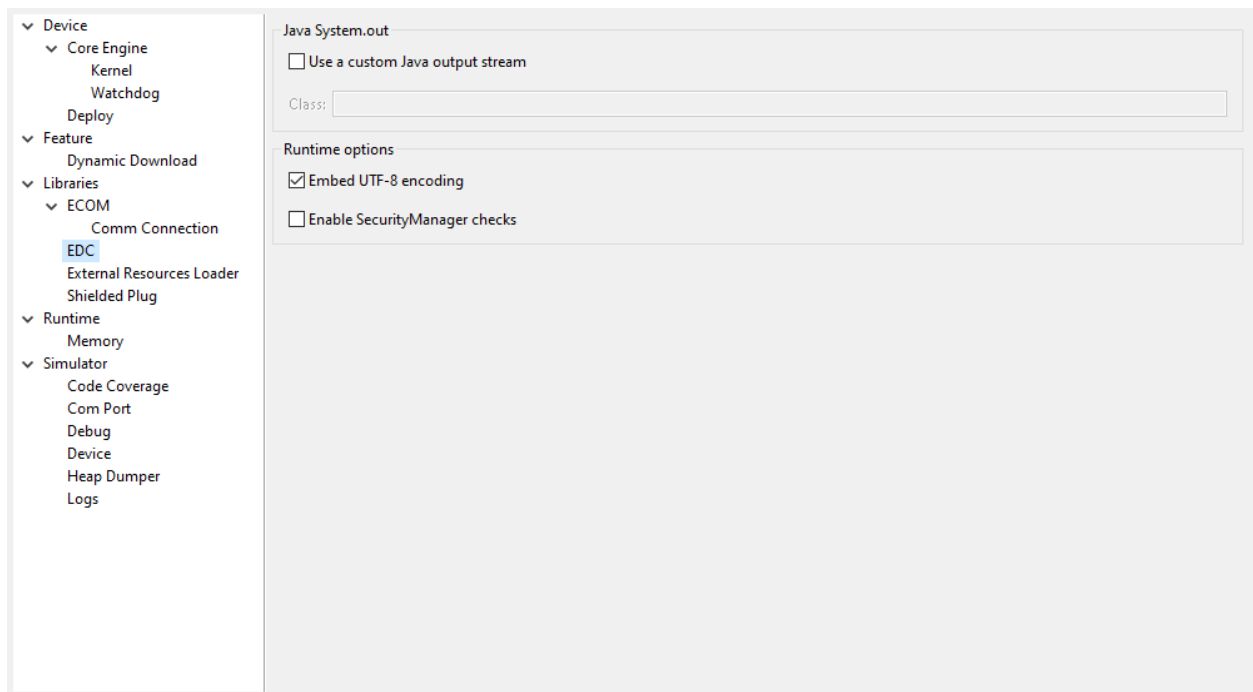 Device
Core Engine
Kernel
Watchdog
Deploy
Feature
Dynamic Download
Libraries
ECOM
Comm Connection
EDC
External Resources Loader
Shielded Plug
Runtime
Memory
Simulator
Code Coverage
Com Port
Debug
Device
Heap Dumper
Logs
Java System.out
Use a custom Java output stream
Class:
Runtime options
Embed UTF-8 encoding
Enable SecurityManager checks